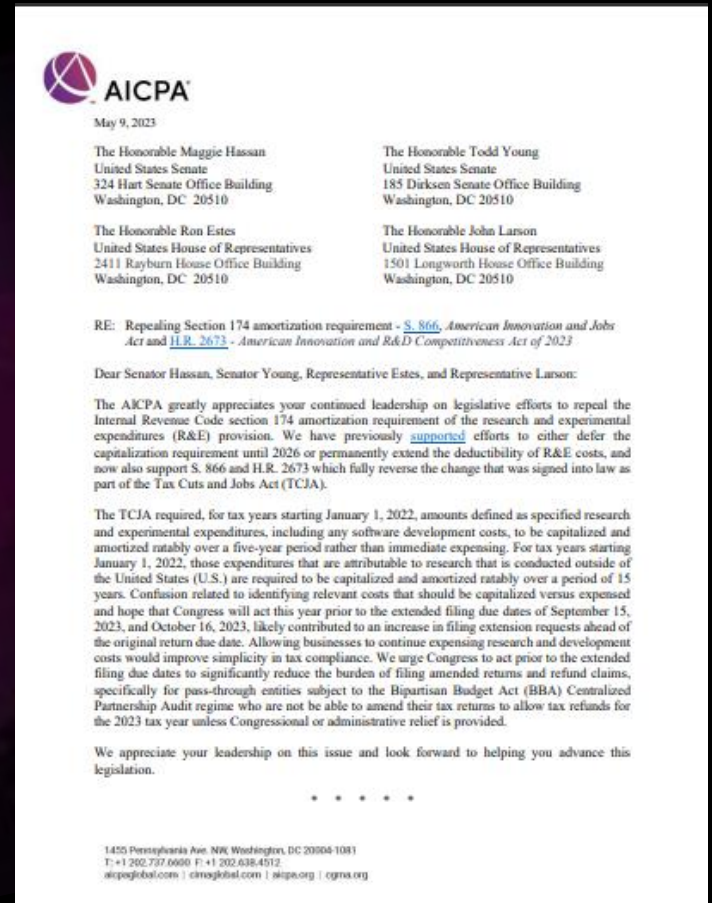 AICPA
May 9, 2023
The Honorable Maggie Hassan
United States Senate
324 Hart Senate Office Building
Washington, DC 20510
The Honorable Todd Young
United States Senate
185 Dirksen Senate Office Building
Washington, DC 20510
The Honorable Ron Estes
United States House of Representatives
2411 Rayburn House Office Building
Washington, DC 20510
The Honorable John Larson
United States House of Representatives
1501 Longworth House Office Building
Washington, DC 20510
RE: Repealing Section 174 amortization requirement - S. 866, American Innovation and Jobs
Act and H.R. 2673 - American Innovation and R&D Competitiveness Act of 2023
Dear Senator Hassan, Senator Young, Representative Estes, and Representative Larson:
The AICPA greatly appreciates your continued leadership on legislative efforts to repeal the
Internal Revenue Code section 174 amortization requirement of the research and experimental
expenditures (R&E) provision. We have previously supported efforts to either defer the
capitalization requirement until 2026 or permanently extend the deductibility of R&E costs, and
now also support S. 866 and H.R. 2673 which fully reverse the change that was signed into law as
part of the Tax Cuts and Jobs Act (TCJA).
The TCJA required, for tax years starting January 1, 2022, amounts defined as specified research
and experimental expenditures, including any software development costs, to be capitalized and
amortized ratably over a five-year period rather than immediate expensing. For tax years starting
January 1, 2022, those expenditures that are attributable to research that is conducted outside of
the United States (U.S.) are required to be capitalized and amortized ratably over a period of 15
years. Confusion related to identifying relevant costs that should be capitalized versus expensed
and hope that Congress will act this year prior to the extended filing due dates of September 15,
2023, and October 16, 2023, likely contributed to an increase in filing extension requests ahead of
the original return due date. Allowing businesses to continue expensing research and development
costs would improve simplicity in tax compliance. We urge Congress to act prior to the extended
filing due dates to significantly reduce the burden of filing amended returns and refund claims,
specifically for pass-through entities subject to the Bipartisan Budget Act (BBA) Centralized
Partnership Audit regime who are not be able to amend their tax returns to allow tax refunds for
the 2023 tax year unless Congressional or administrative relief is provided.
We appreciate your leadership on this issue and look forward to helping you advance this
legislation.
* * * * *
1455 Pennsylvania Ave. NW, Washington, DC 20004-1081
T: +1 202.737.6600 F: +1 202.638.4512
aicpaglobal.com | cimaglobal.com | aicpa.org | cgma.org